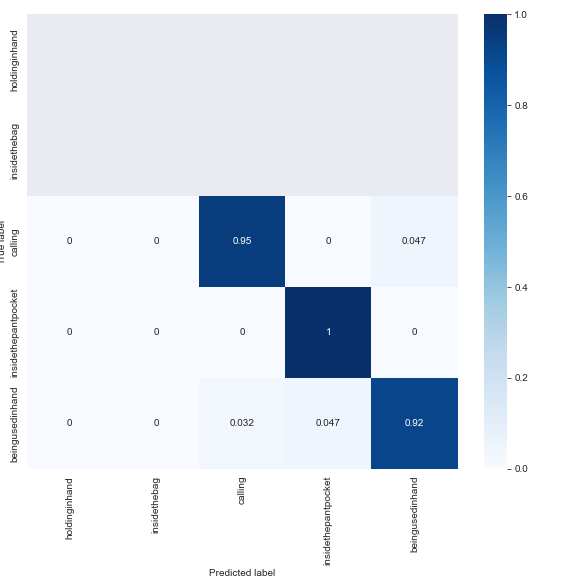 holdinginhand
insidethebag
True label
calling
insidethepantpocket
beingusedinhand
0 0 0.95 0 0.047
0 0 0 1 0
0 0 0.032 0.047 0.92
holdinginhand
insidethebag
calling
insidethepantpocket
beingusedinhand
Predicted label
1.0
0.8
0.6
0.4
0.2
0.0